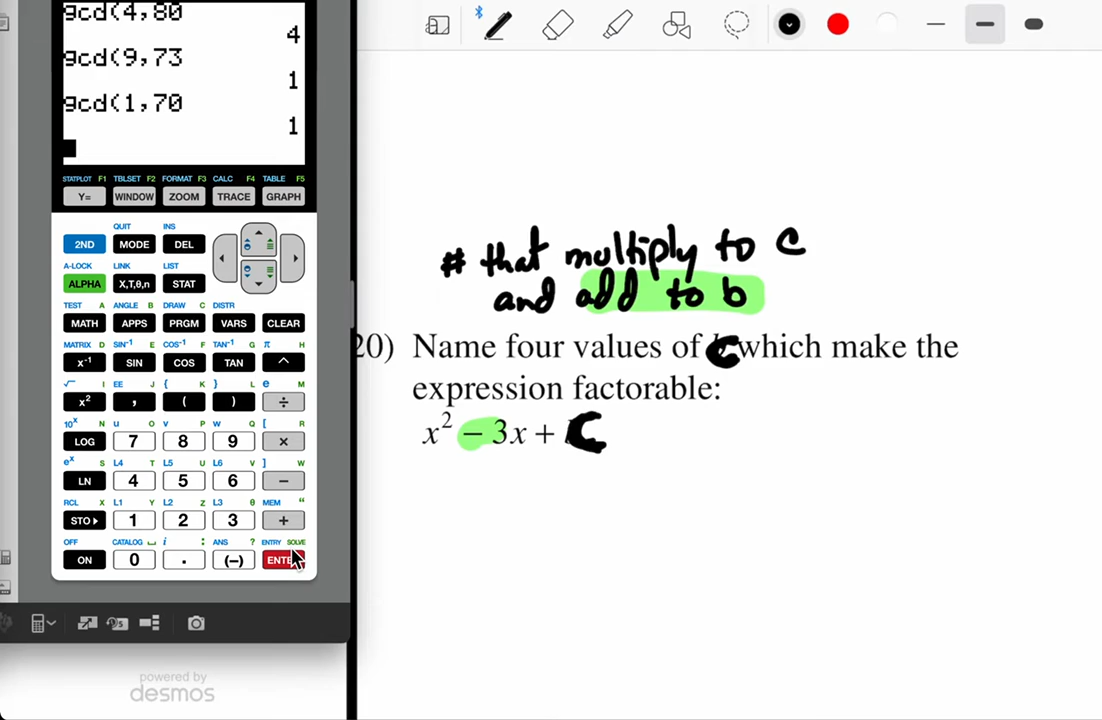 gcd(4,80
4
gcd(9,73
1
gcd(1,70
1
STATPLOT F1 TBLSET F2 FORMAT F3 CALC F4 TABLE F5
Y= WINDOW ZOOM TRACE GRAPH
QUIT INS
2ND MODE DEL
A-LOCK LINK LIST
ALPHA X,T,θ,n STAT
TEST A ANGLE B DRAW C DISTR
MATH APPS PRGM VARS CLEAR
MATRIX D SIN⁻¹ E COS⁻¹ F TAN⁻¹ G π H
x⁻¹ SIN COS TAN ^
√ I EE J { K } L e M
x² , ( ) ÷
10ˣ N u O v P w Q [ R
LOG 7 8 9 ×
eˣ S L4 T L5 U L6 V ] W
LN 4 5 6 −
RCL X L1 Y L2 Z L3 θ MEM “
STO▸ 1 2 3 +
OFF CATALOG ⎵ i : ANS ? ENTRY SOLVE
ON 0 . (−) ENTE
powered by
desmos
# that multiply to c
and add to b
20) Name four values of C which make the
expression factorable:
x² − 3x + C